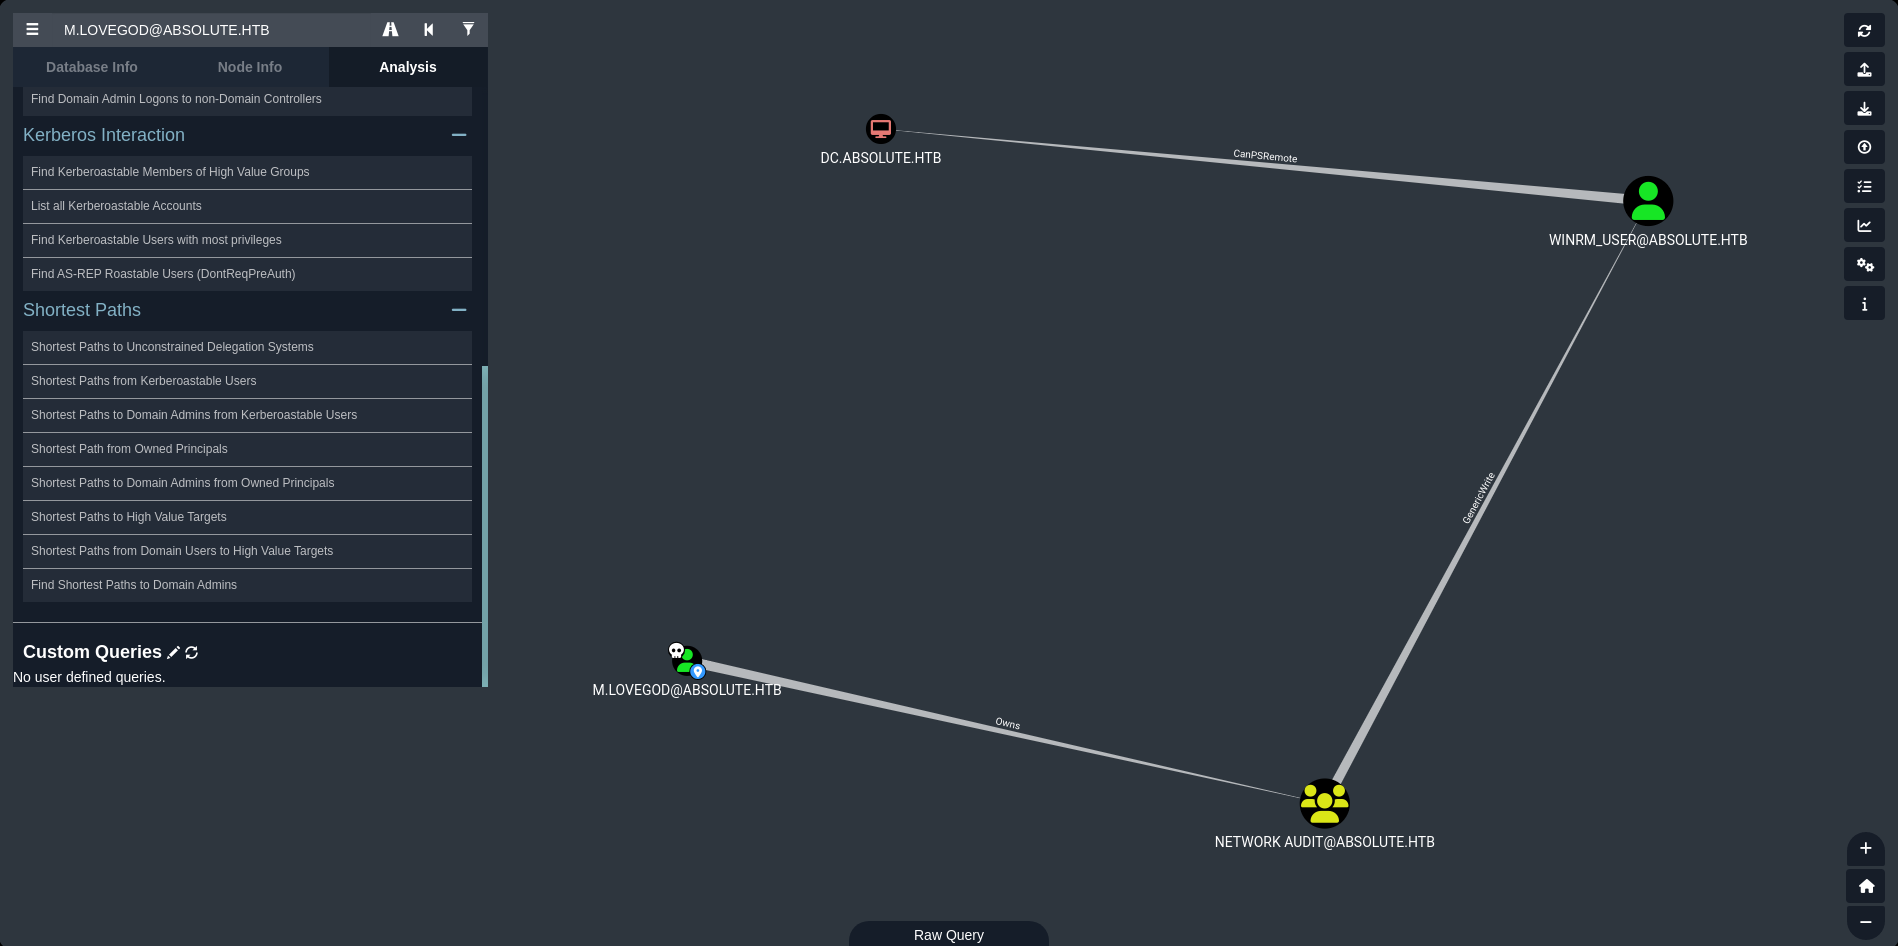 M.LOVEGOD@ABSOLUTE.HTB
Database Info
Node Info
Analysis
Find Domain Admin Logons to non-Domain Controllers
Kerberos Interaction
Find Kerberoastable Members of High Value Groups
List all Kerberoastable Accounts
Find Kerberoastable Users with most privileges
Find AS-REP Roastable Users (DontReqPreAuth)
Shortest Paths
Shortest Paths to Unconstrained Delegation Systems
Shortest Paths from Kerberoastable Users
Shortest Paths to Domain Admins from Kerberoastable Users
Shortest Path from Owned Principals
Shortest Paths to Domain Admins from Owned Principals
Shortest Paths to High Value Targets
Shortest Paths from Domain Users to High Value Targets
Find Shortest Paths to Domain Admins
Custom Queries
No user defined queries.
DC.ABSOLUTE.HTB
CanPSRemote
WINRM_USER@ABSOLUTE.HTB
GenericWrite
M.LOVEGOD@ABSOLUTE.HTB
Owns
NETWORK AUDIT@ABSOLUTE.HTB
Raw Query